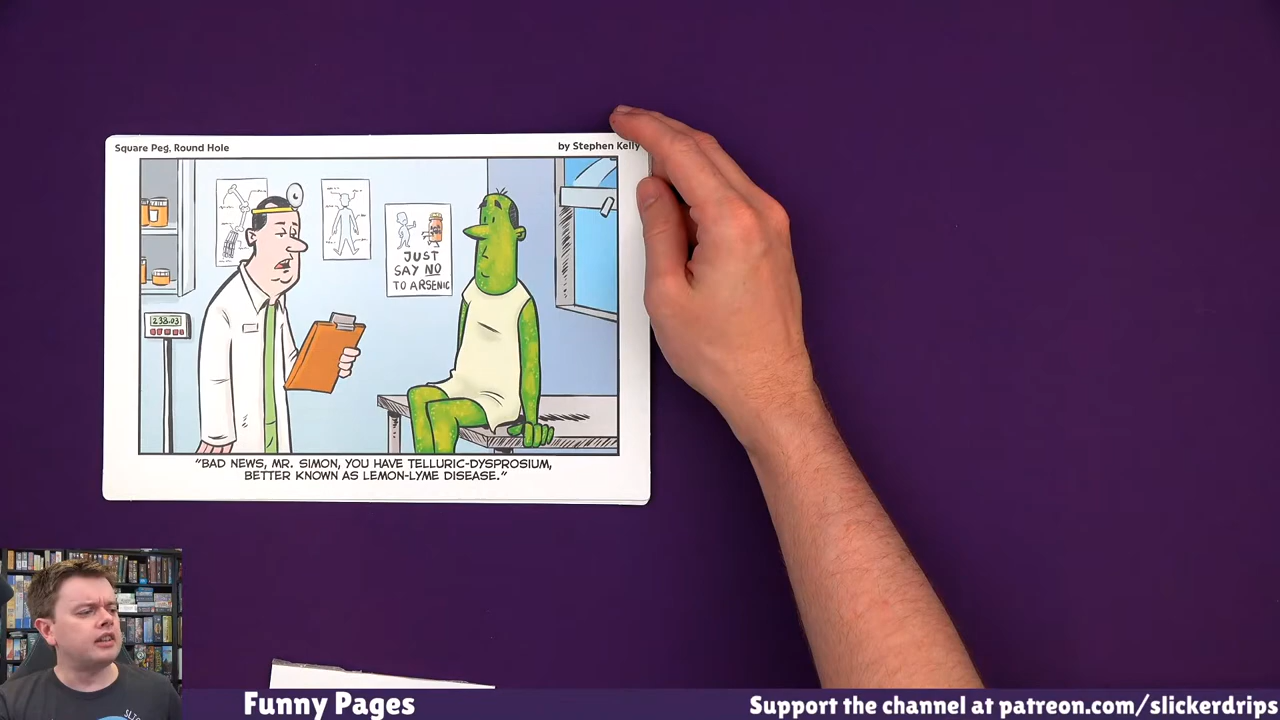 Square Peg, Round Hole
by Stephen Kelly
238.03
JUST
SAY NO
TO ARSENIC
"BAD NEWS, MR. SIMON, YOU HAVE TELLURIC-DYSPROSIUM,
BETTER KNOWN AS LEMON-LYME DISEASE."
Funny Pages
Support the channel at patreon.com/slickerdrips